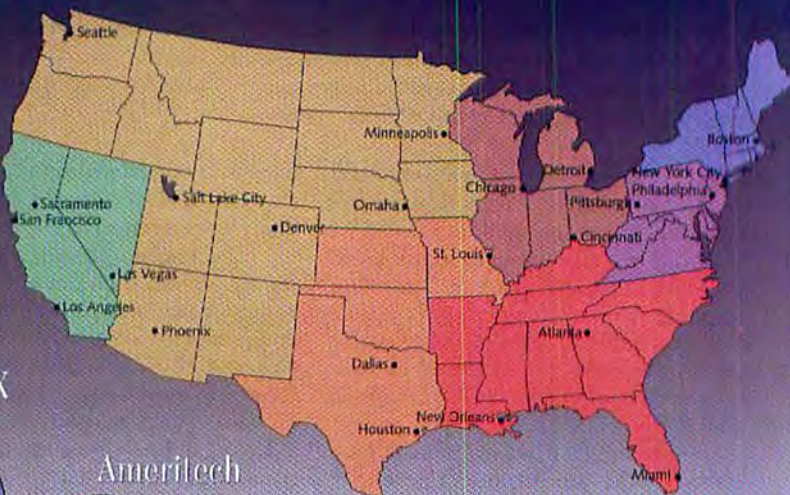 Seattle
Minneapolis
Boston
Detroit
New York City
Chicago
Philadelphia
Salt Lake City
Pittsburgh
Sacramento
Omaha
San Francisco
Denver
Cincinnati
St. Louis
Las Vegas
Los Angeles
Phoenix
Atlanta
Dallas
X
New Orleans
Houston
Ameritech
Miami